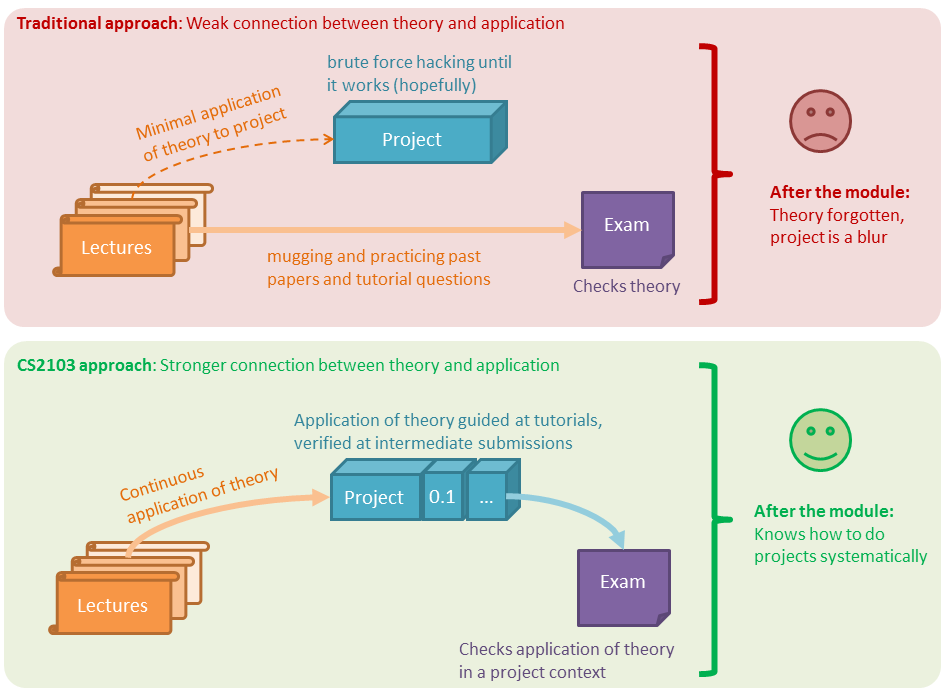 Traditional approach: Weak connection between theory and application
brute force hacking until
it works (hopefully)
Minimal application
of theory to project
Project
Lectures
Exam
mugging and practicing past
papers and tutorial questions
Checks theory
After the module:
Theory forgotten,
project is a blur
CS2103 approach: Stronger connection between theory and application
Application of theory guided at tutorials,
verified at intermediate submissions
Continuous
application of theory
Project
0.1
...
Lectures
Exam
Checks application of theory
in a project context
After the module:
Knows how to do
projects systematically